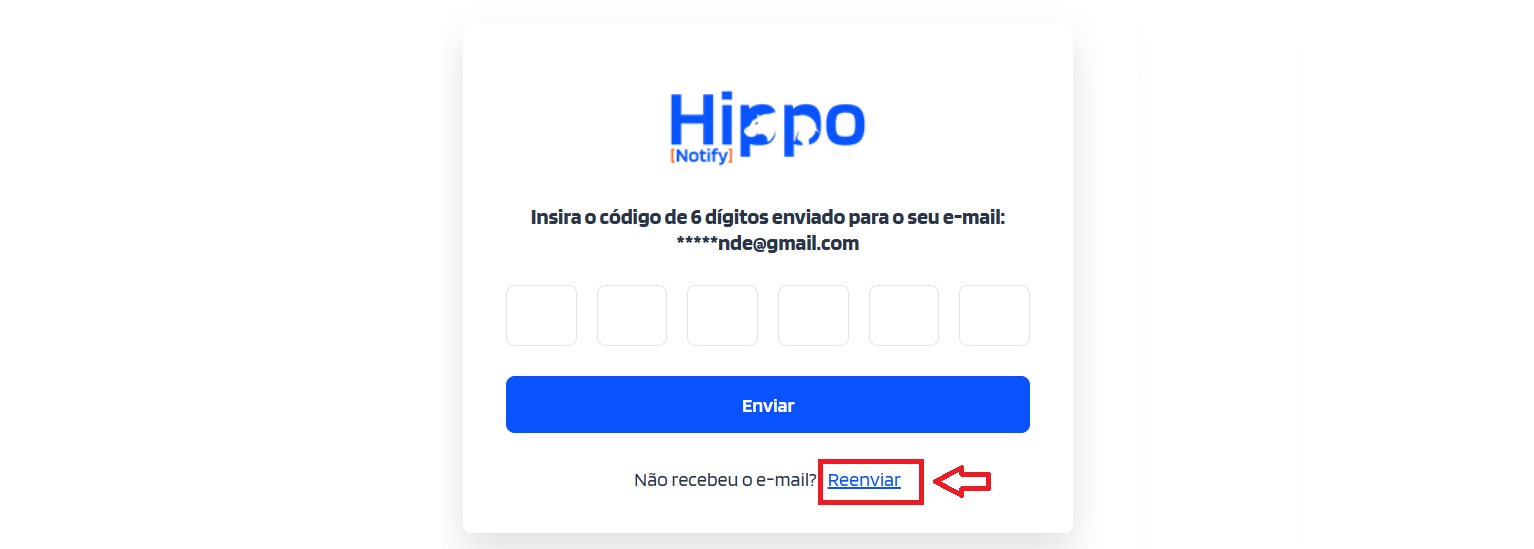 Hippo
[Notify]
Insira o código de 6 dígitos enviado para o seu e-mail:
*****nde@gmail.com
Enviar
Não recebeu o e-mail? Reenviar